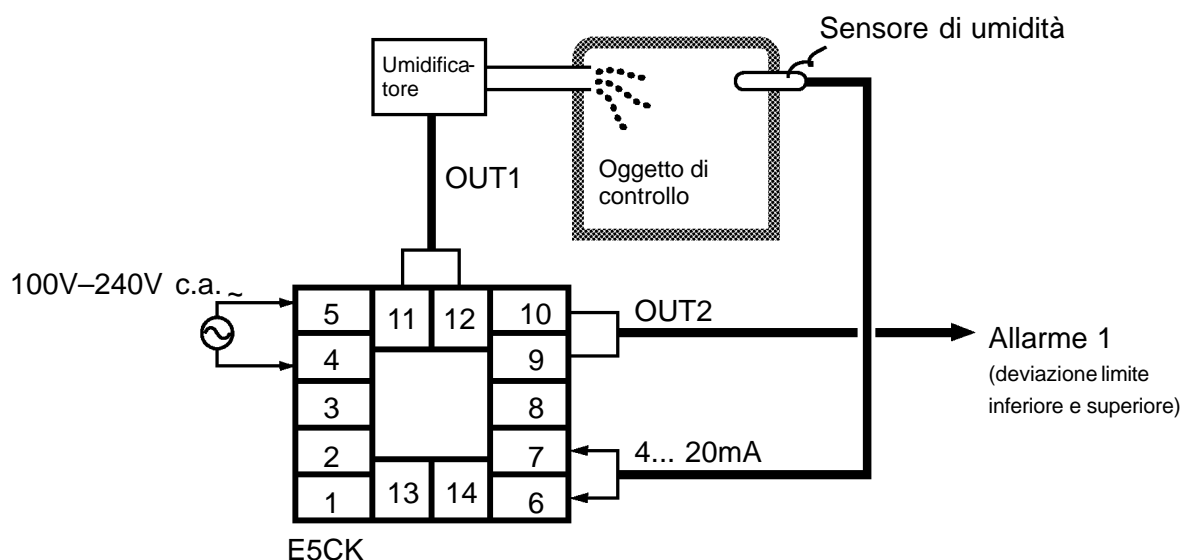 Sensore di umidità
Umidifica-
tore
Oggetto di
controllo
OUT1
100V–240V c.a. ~
5 11 12 10
4 9
3 8
2 7
1 13 14 6
OUT2
Allarme 1
(deviazione limite
inferiore e superiore)
4... 20mA
E5CK